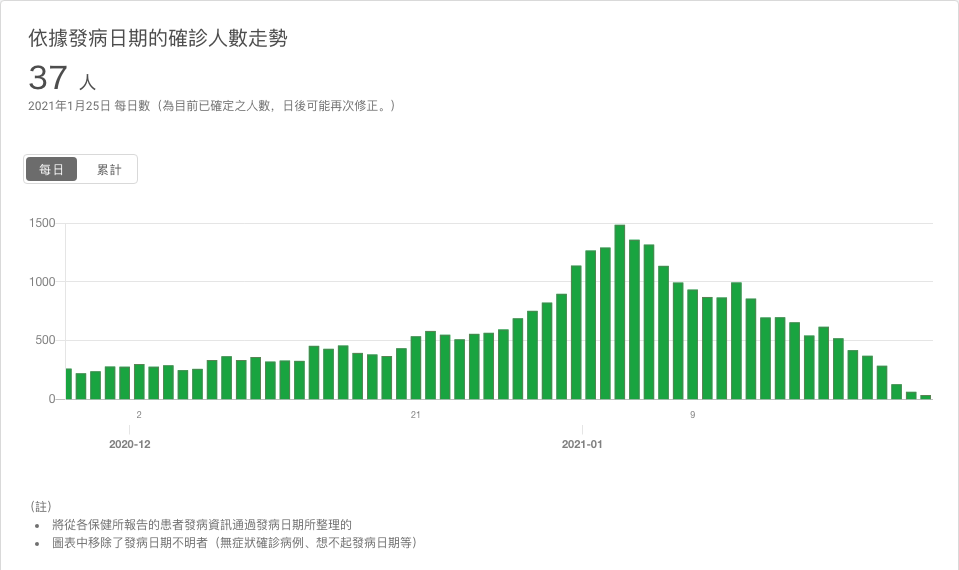 依據發病日期的確診人數走勢
37 人
2021年1月25日 每日數（為目前已確定之人數，日後可能再次修正。）
每日 累計
1500
1000
500
0
2 21 9
2020-12 2021-01
（註）
• 將從各保健所報告的患者發病資訊通過發病日期所整理的
• 圖表中移除了發病日期不明者（無症狀確診病例、想不起發病日期等）